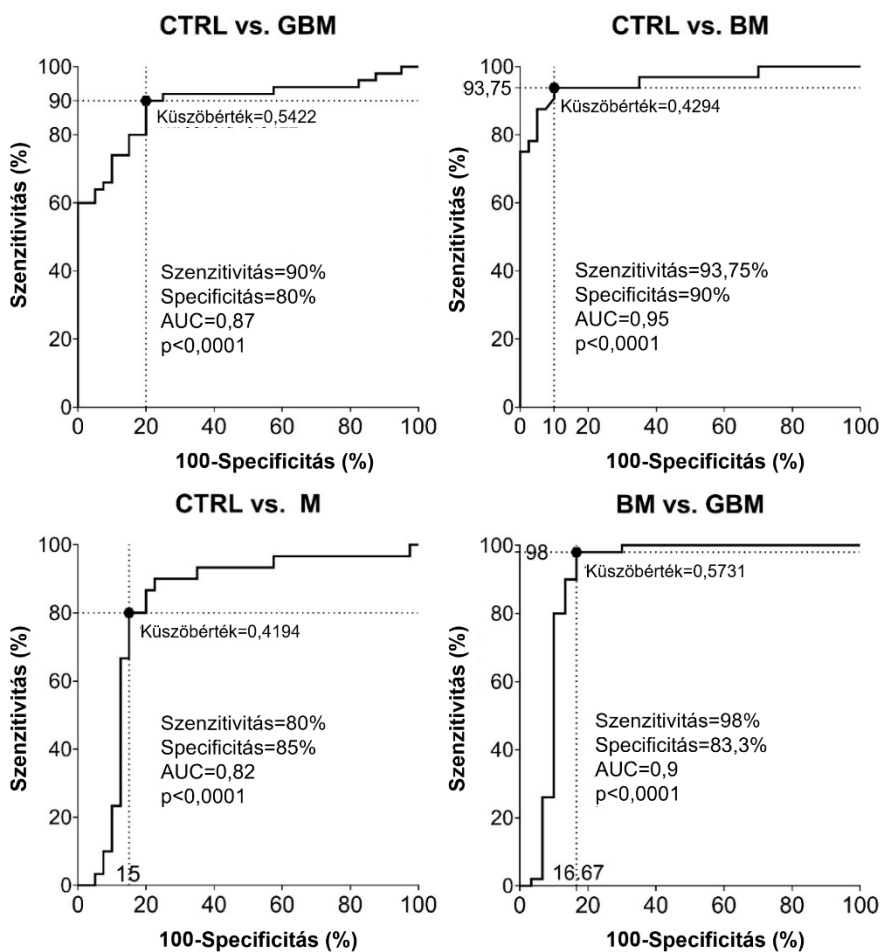 CTRL vs. GBM
Szenzitivitás (%)
100
90
80
60
40
20
0
Küszöbérték=0,5422
Szenzitivitás=90%
Specificitás=80%
AUC=0,87
p<0,0001
0 20 40 60 80 100
100-Specificitás (%)
CTRL vs. BM
Szenzitivitás (%)
100
93,75
80
60
40
20
0
Küszöbérték=0,4294
Szenzitivitás=93,75%
Specificitás=90%
AUC=0,95
p<0,0001
0 10 20 40 60 80 100
100-Specificitás (%)
CTRL vs. M
Szenzitivitás (%)
100
80
60
40
20
0
Küszöbérték=0,4194
Szenzitivitás=80%
Specificitás=85%
AUC=0,82
p<0,0001
15
0 20 40 60 80 100
100-Specificitás (%)
BM vs. GBM
Szenzitivitás (%)
100
98
80
60
40
20
0
Küszöbérték=0,5731
Szenzitivitás=98%
Specificitás=83,3%
AUC=0,9
p<0,0001
16,67
0 20 40 60 80 100
100-Specificitás (%)